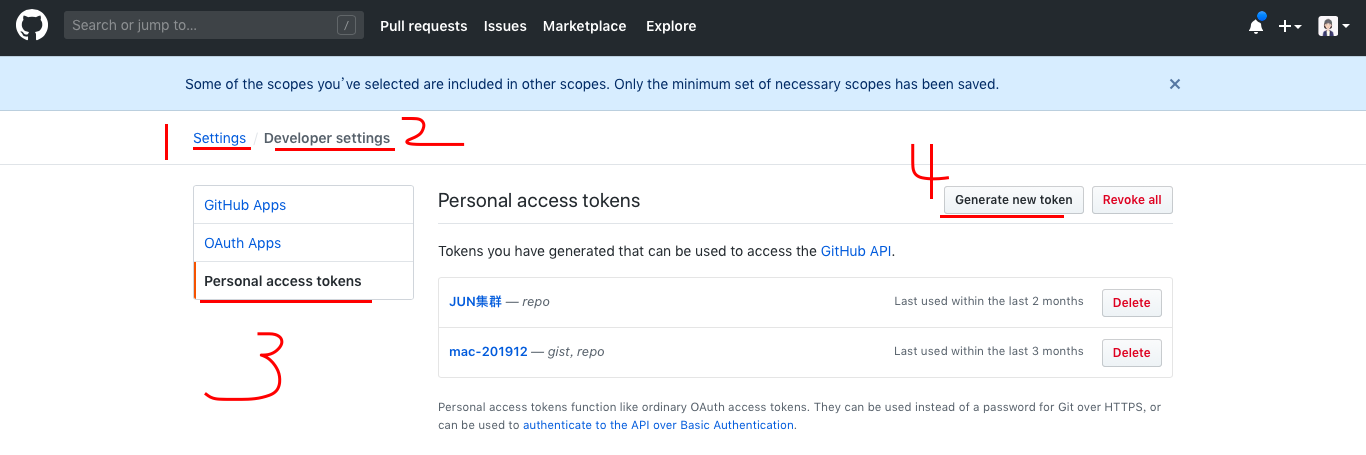 Search or jump to... / Pull requests Issues Marketplace Explore
Some of the scopes you've selected are included in other scopes. Only the minimum set of necessary scopes has been saved. ×
1 Settings / Developer settings 2
4
GitHub Apps
OAuth Apps
Personal access tokens
3
Personal access tokens Generate new token Revoke all
Tokens you have generated that can be used to access the GitHub API.
JUN集群 — repo Last used within the last 2 months Delete
mac-201912 — gist, repo Last used within the last 3 months Delete
Personal access tokens function like ordinary OAuth access tokens. They can be used instead of a password for Git over HTTPS, or
can be used to authenticate to the API over Basic Authentication.